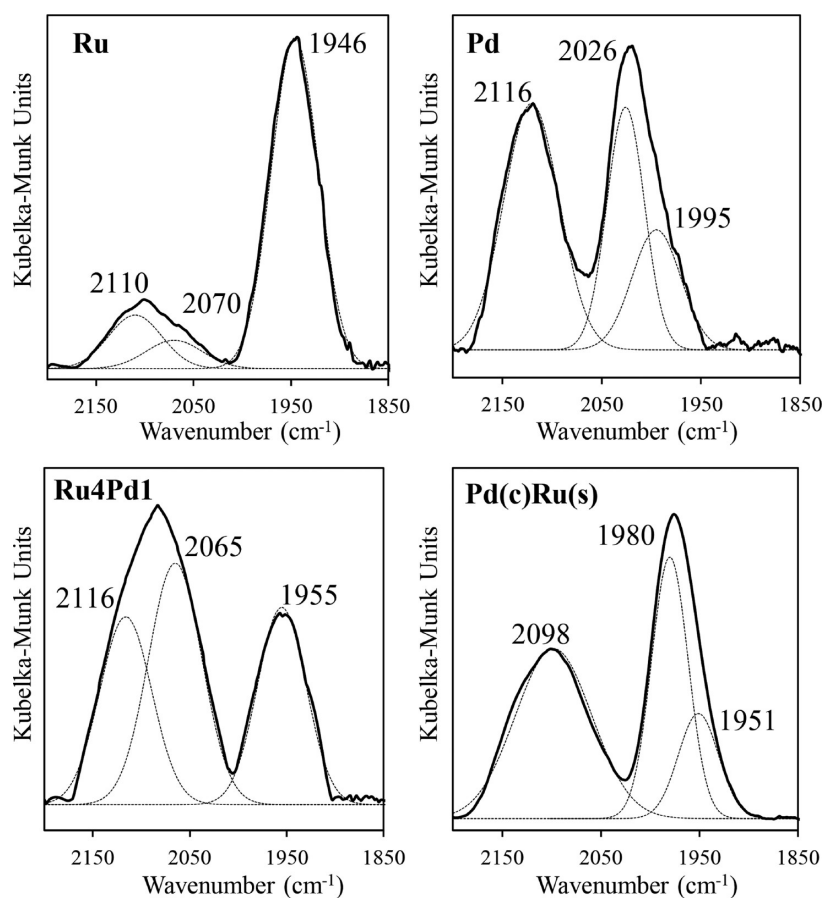 Ru
1946
2110
2070
Kubelka-Munk Units
2150
2050
1950
1850
Wavenumber (cm-1)
Pd
2026
2116
1995
Kubelka-Munk Units
2150
2050
1950
1850
Wavenumber (cm-1)
Ru4Pd1
2065
2116
1955
Kubelka-Munk Units
2150
2050
1950
1850
Wavenumber (cm-1)
Pd(c)Ru(s)
1980
2098
1951
Kubelka-Munk Units
2150
2050
1950
1850
Wavenumber (cm-1)